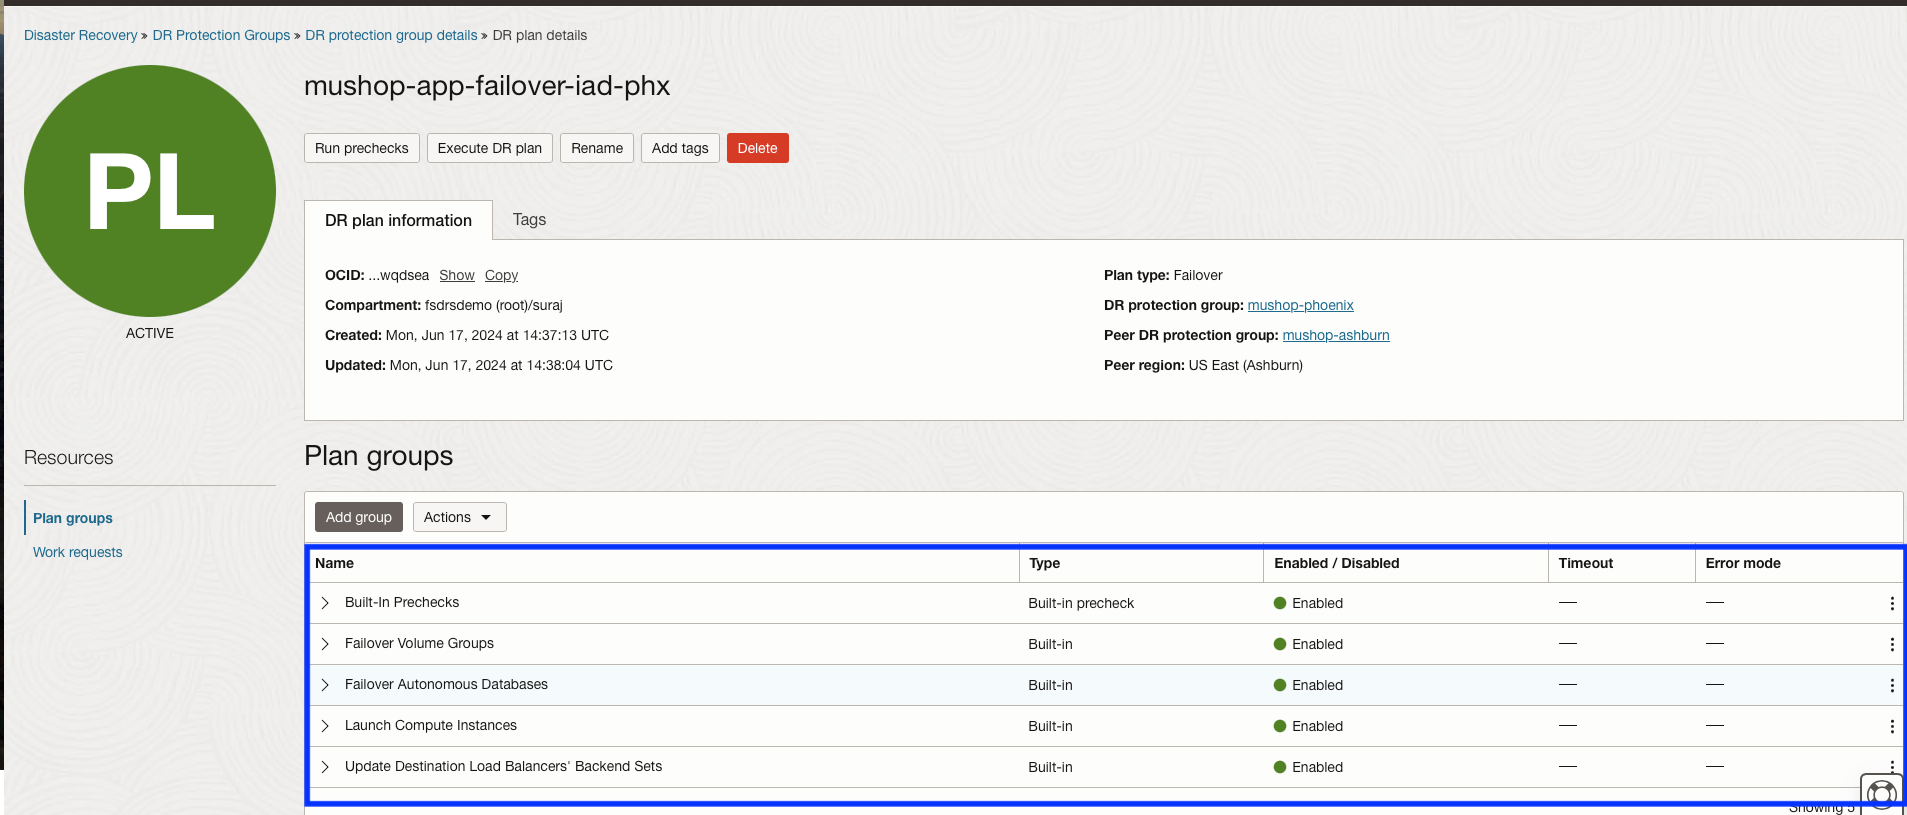 Disaster Recovery » DR Protection Groups » DR protection group details » DR plan details
PL
ACTIVE
mushop-app-failover-iad-phx
Run prechecks Execute DR plan Rename Add tags Delete
DR plan information Tags
OCID: ...wqdsea Show Copy
Compartment: fsdrsdemo (root)/suraj
Created: Mon, Jun 17, 2024 at 14:37:13 UTC
Updated: Mon, Jun 17, 2024 at 14:38:04 UTC
Plan type: Failover
DR protection group: mushop-phoenix
Peer DR protection group: mushop-ashburn
Peer region: US East (Ashburn)
Resources
Plan groups
Work requests
Plan groups
Add group Actions
Name Type Enabled / Disabled Timeout Error mode
Built-In Prechecks Built-in precheck Enabled — —
Failover Volume Groups Built-in Enabled — —
Failover Autonomous Databases Built-in Enabled — —
Launch Compute Instances Built-in Enabled — —
Update Destination Load Balancers' Backend Sets Built-in Enabled — —
Showing 5